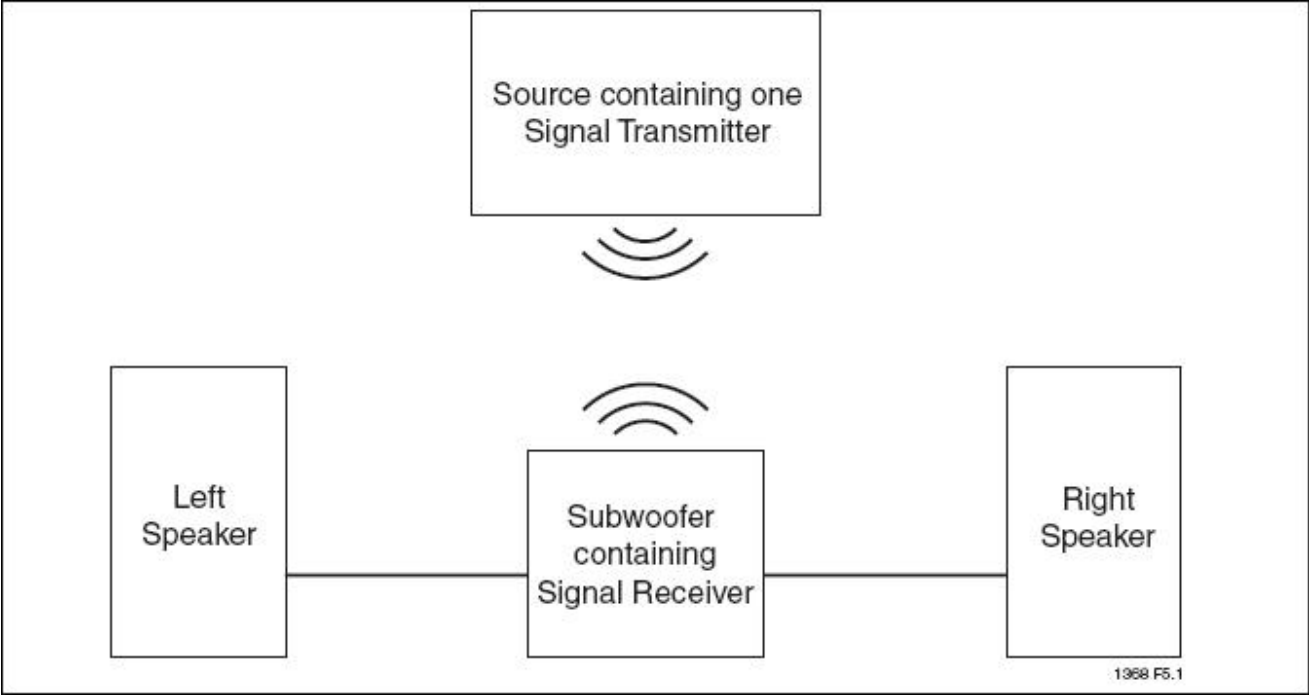 Source containing one
Signal Transmitter
Left
Speaker
Subwoofer
containing
Signal Receiver
Right
Speaker
1368 F5.1